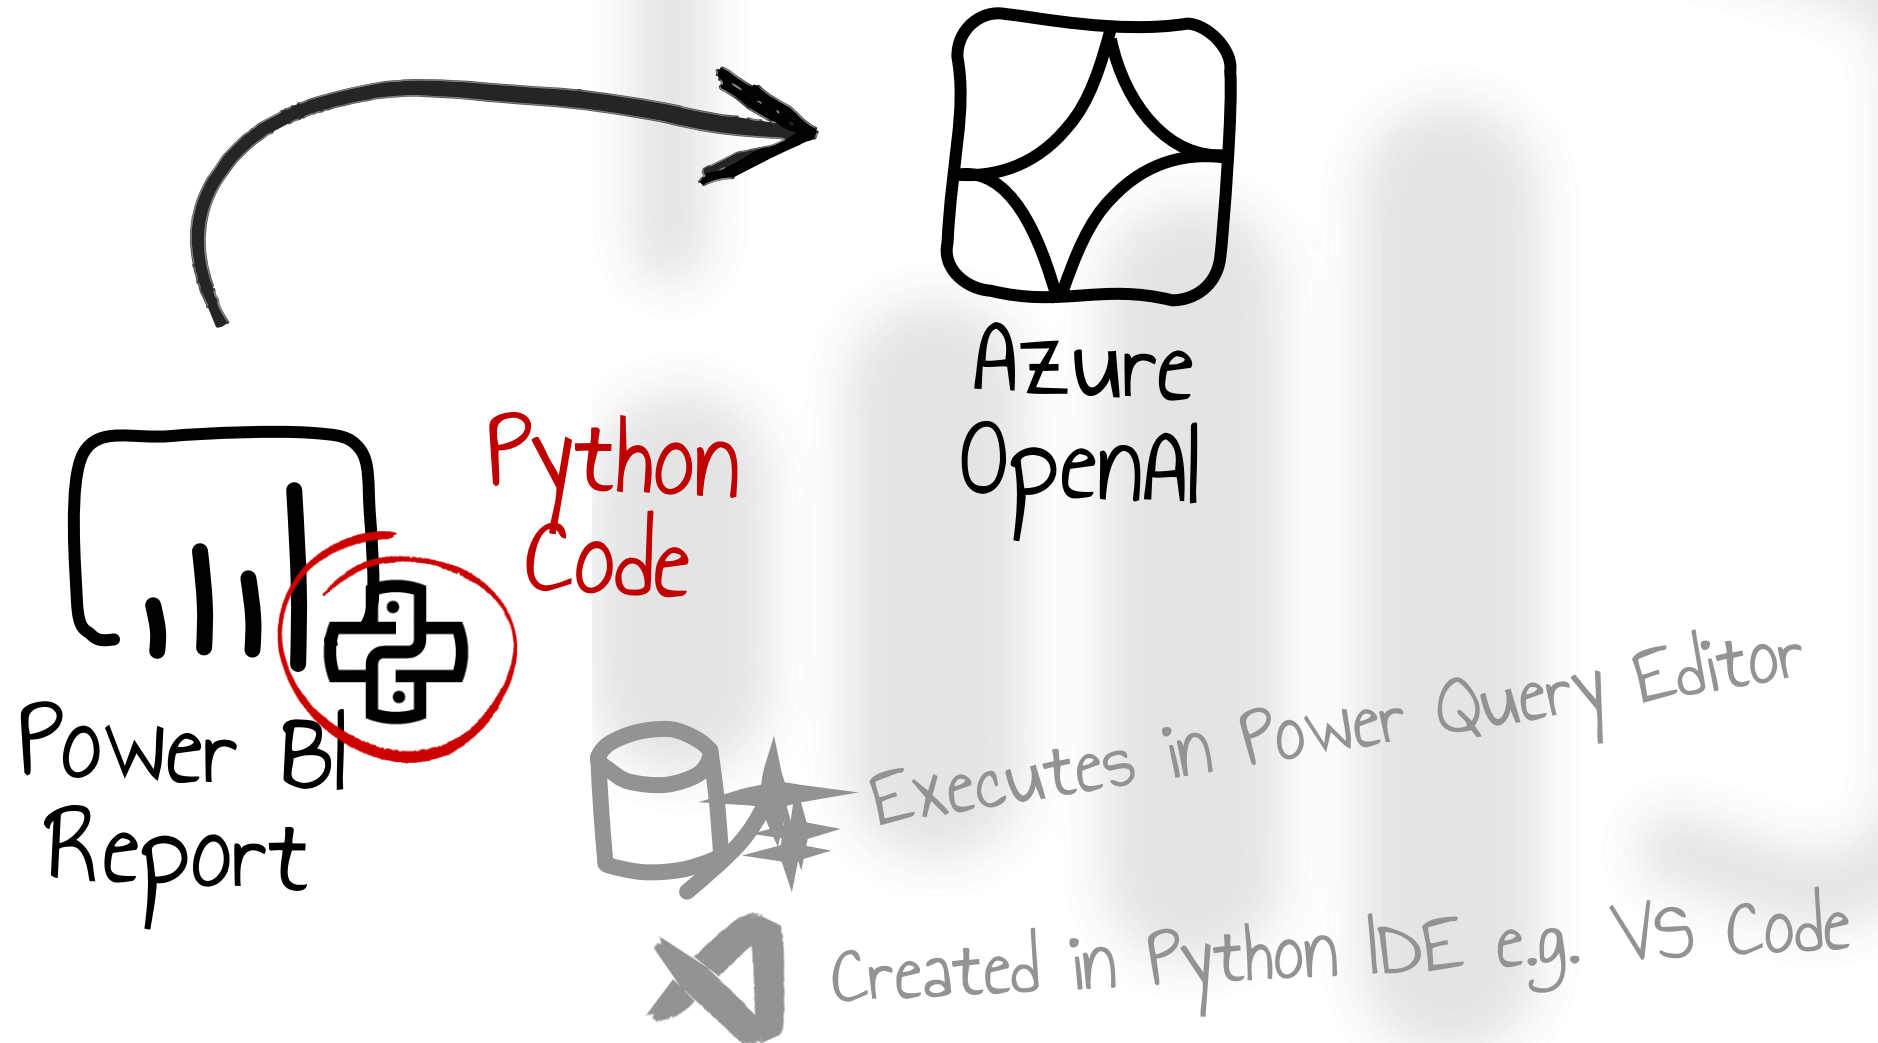 Azure
OpenAI
Python
Code
Power BI
Report
Executes in Power Query Editor
Created in Python IDE e.g. VS Code